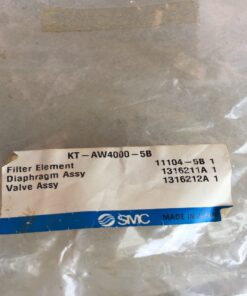 KT-AW4000-5B
Filter Element 11104-5B 1
Diaphragm Assy 1316211A 1
Valve Assy 1316212A 1
SMC MADE IN JAPAN